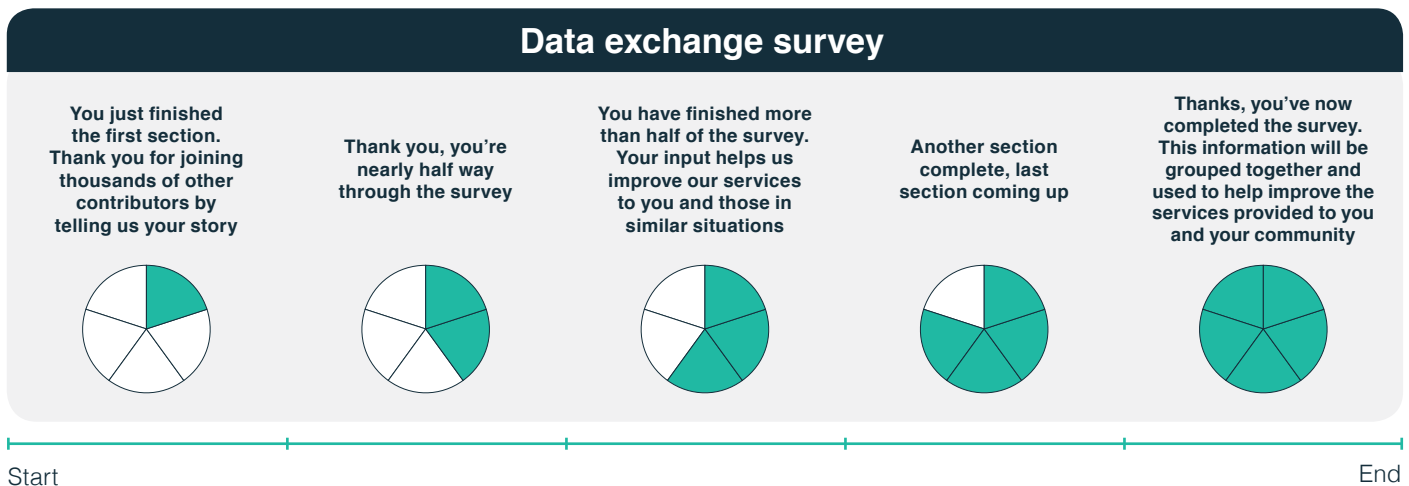 Data exchange survey
You just finished
the first section.
Thank you for joining
thousands of other
contributors by
telling us your story
Thank you, you’re
nearly half way
through the survey
You have finished more
than half of the survey.
Your input helps us
improve our services
to you and those in
similar situations
Another section
complete, last
section coming up
Thanks, you’ve now
completed the survey.
This information will be
grouped together and
used to help improve the
services provided to you
and your community
Start
End